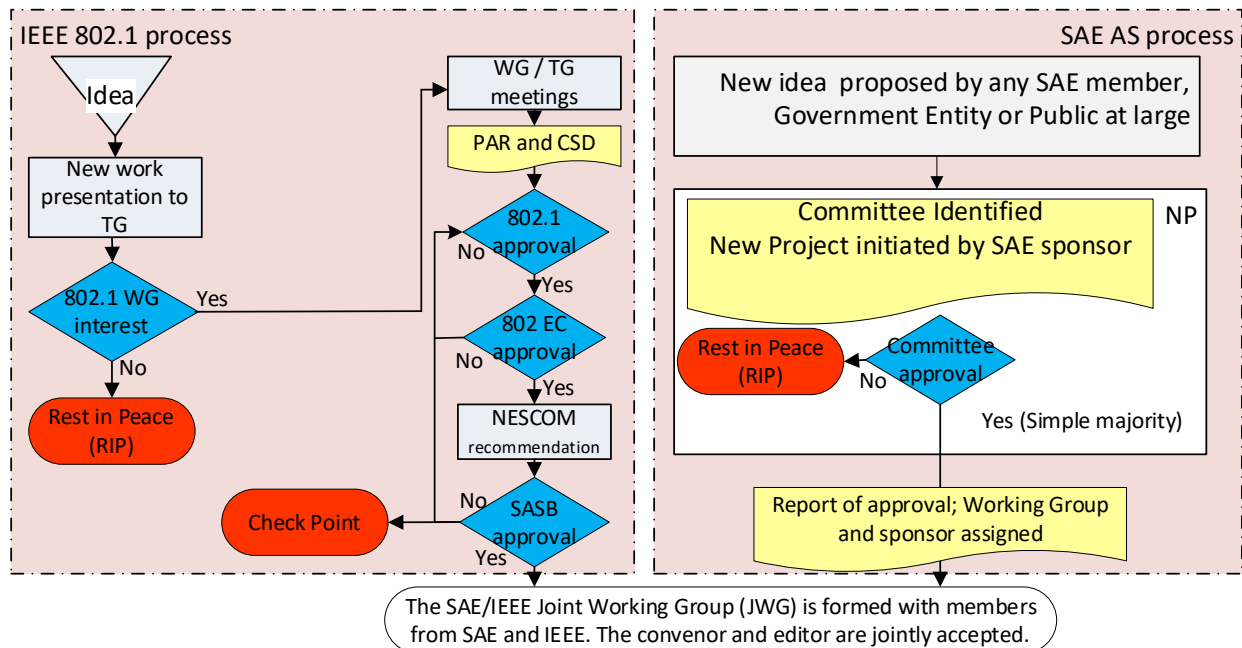 IEEE 802.1 process
Idea
New work
presentation to
TG
802.1 WG
interest
Yes
No
Rest in Peace
(RIP)
WG / TG
meetings
PAR and CSD
802.1
approval
No
Yes
802 EC
approval
No
Yes
NESCOM
recommendation
No
SASB
approval
Yes
Check Point
SAE AS process
New idea proposed by any SAE member,
Government Entity or Public at large
NP
Committee Identified
New Project initiated by SAE sponsor
Rest in Peace
(RIP)
No
Committee
approval
Yes (Simple majority)
Report of approval; Working Group
and sponsor assigned
The SAE/IEEE Joint Working Group (JWG) is formed with members
from SAE and IEEE. The convenor and editor are jointly accepted.